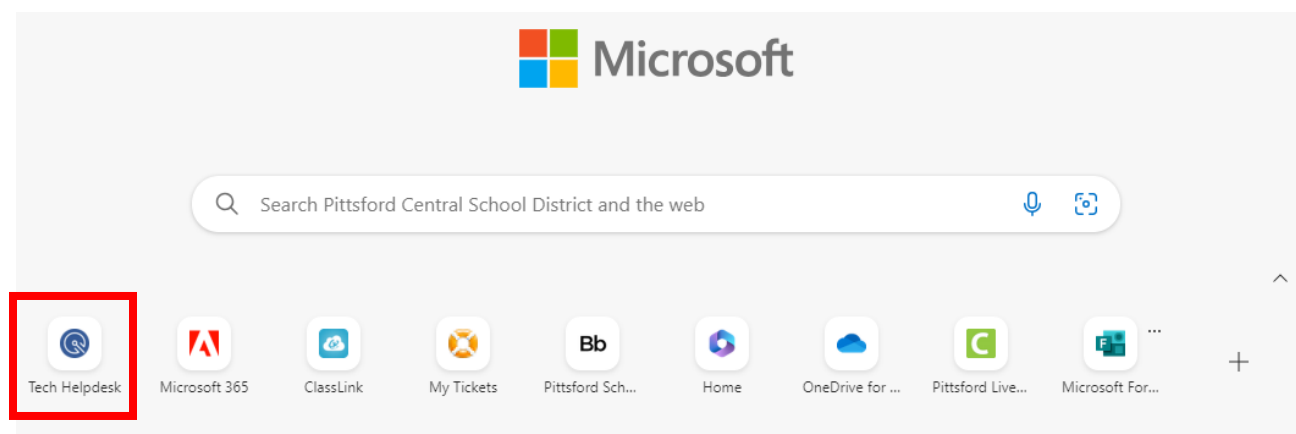 Microsoft
Search Pittsford Central School District and the web
Tech Helpdesk
Microsoft 365
ClassLink
My Tickets
Bb
Pittsford Sch...
Home
OneDrive for ...
C
Pittsford Live...
F
Microsoft For...